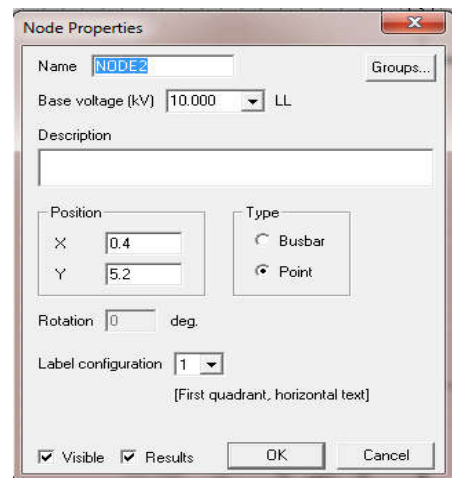 Node Properties
Name NODE2 Groups...
Base voltage (kV) 10.000 LL
Description
Position Type
X 0.4 Busbar
Y 5.2 Point
Rotation 0 deg.
Label configuration 1
[First quadrant, horizontal text]
Visible Results OK Cancel